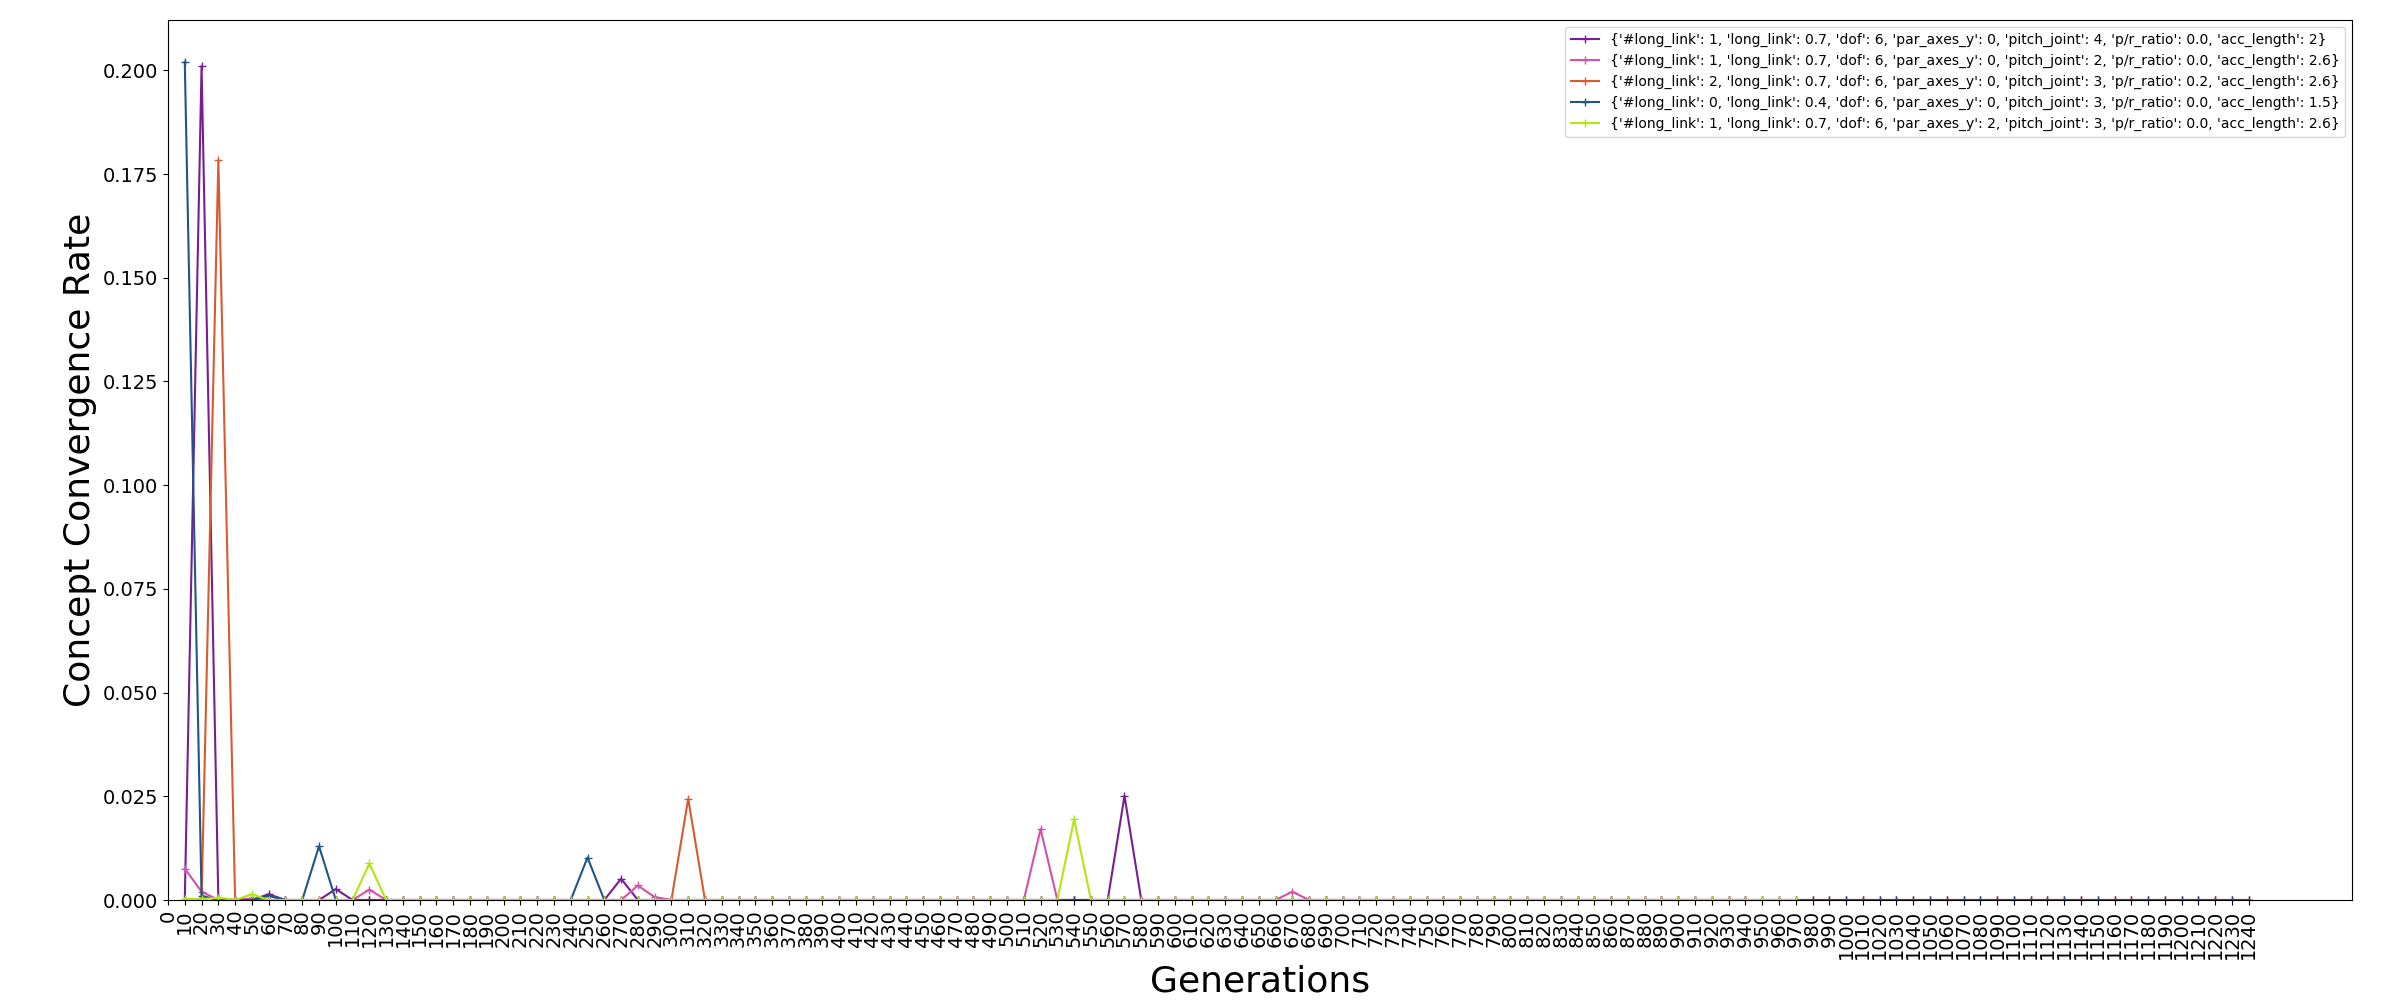 {'#long_link': 1, 'long_link': 0.7, 'dof': 6, 'par_axes_y': 0, 'pitch_joint': 4, 'p/r_ratio': 0.0, 'acc_length': 2}
{'#long_link': 1, 'long_link': 0.7, 'dof': 6, 'par_axes_y': 0, 'pitch_joint': 2, 'p/r_ratio': 0.0, 'acc_length': 2.6}
{'#long_link': 2, 'long_link': 0.7, 'dof': 6, 'par_axes_y': 0, 'pitch_joint': 3, 'p/r_ratio': 0.2, 'acc_length': 2.6}
{'#long_link': 0, 'long_link': 0.4, 'dof': 6, 'par_axes_y': 0, 'pitch_joint': 3, 'p/r_ratio': 0.0, 'acc_length': 1.5}
{'#long_link': 1, 'long_link': 0.7, 'dof': 6, 'par_axes_y': 2, 'pitch_joint': 3, 'p/r_ratio': 0.0, 'acc_length': 2.6}
Concept Convergence Rate
0.200
0.175
0.150
0.125
0.100
0.075
0.050
0.025
0.000
0 10 20 30 40 50 60 70 80 90 100 110 120 130 140 150 160 170 180 190 200 210 220 230 240 250 260 270 280 290 300 310 320 330 340 350 360 370 380 390 400 410 420 430 440 450 460 470 480 490 500 510 520 530 540 550 560 570 580 590 600 610 620 630 640 650 660 670 680 690 700 710 720 730 740 750 760 770 780 790 800 810 820 830 840 850 860 870 880 890 900 910 920 930 940 950 960 970 980 990 1000 1010 1020 1030 1040 1050 1060 1070 1080 1090 1100 1110 1120 1130 1140 1150 1160 1170 1180 1190 1200 1210 1220 1230 1240
Generations